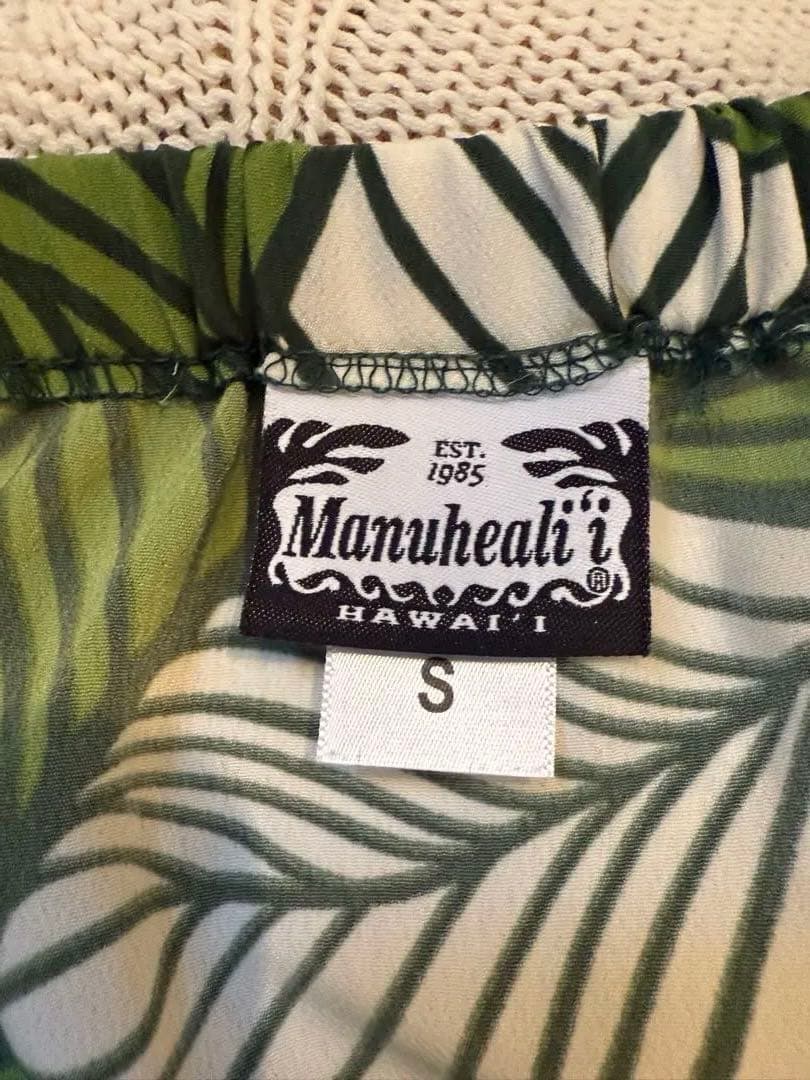 EST.
1985
Manuheali'i
®
HAWAI'I
S